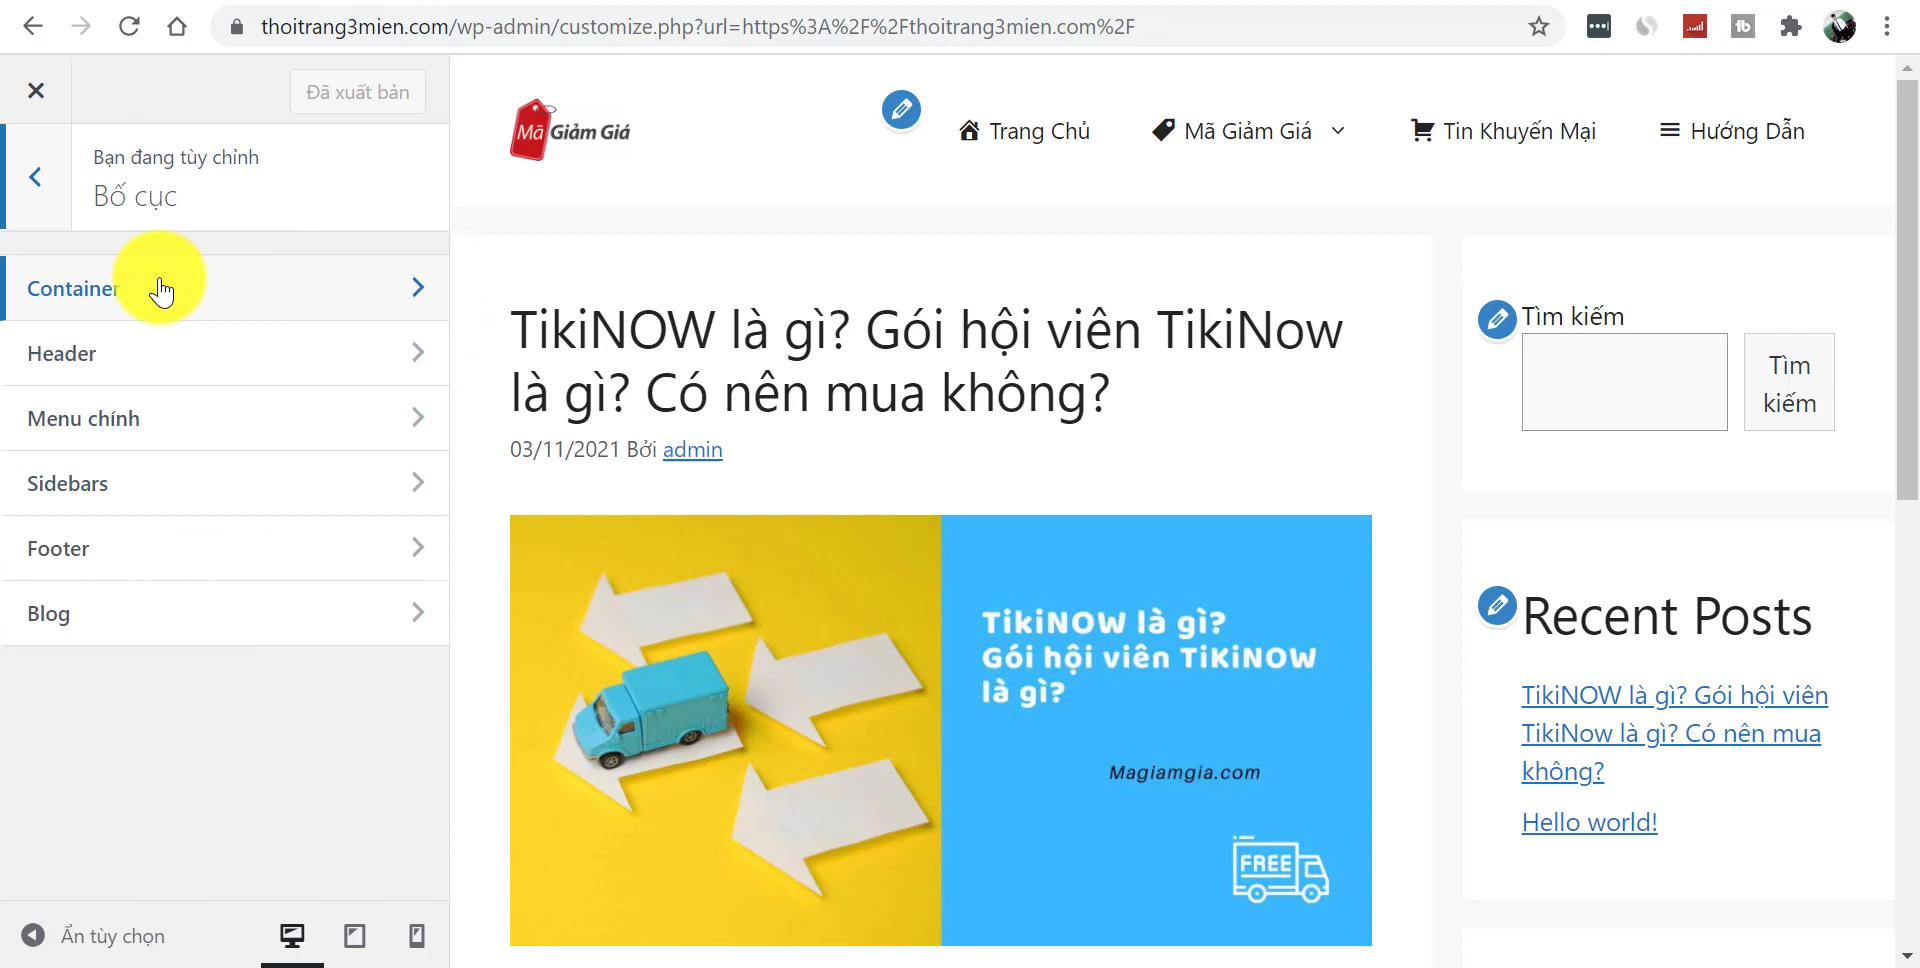 thoitrang3mien.com/wp-admin/customize.php?url=https%3A%2F%2Fthoitrang3mien.com%2F
Đã xuất bản
Bạn đang tùy chỉnh
Bố cục
Container
Header
Menu chính
Sidebars
Footer
Blog
Ẩn tùy chọn
Mã Giảm Giá
Trang Chủ
Mã Giảm Giá
Tin Khuyến Mại
Hướng Dẫn
TikiNOW là gì? Gói hội viên TikiNow
là gì? Có nên mua không?
03/11/2021 Bởi admin
TikiNOW là gì?
Gói hội viên TiKiNOW
là gì?
Magiamgia.com
FREE
Tìm kiếm
Tìm
kiếm
Recent Posts
TikiNOW là gì? Gói hội viên
TikiNow là gì? Có nên mua
không?
Hello world!